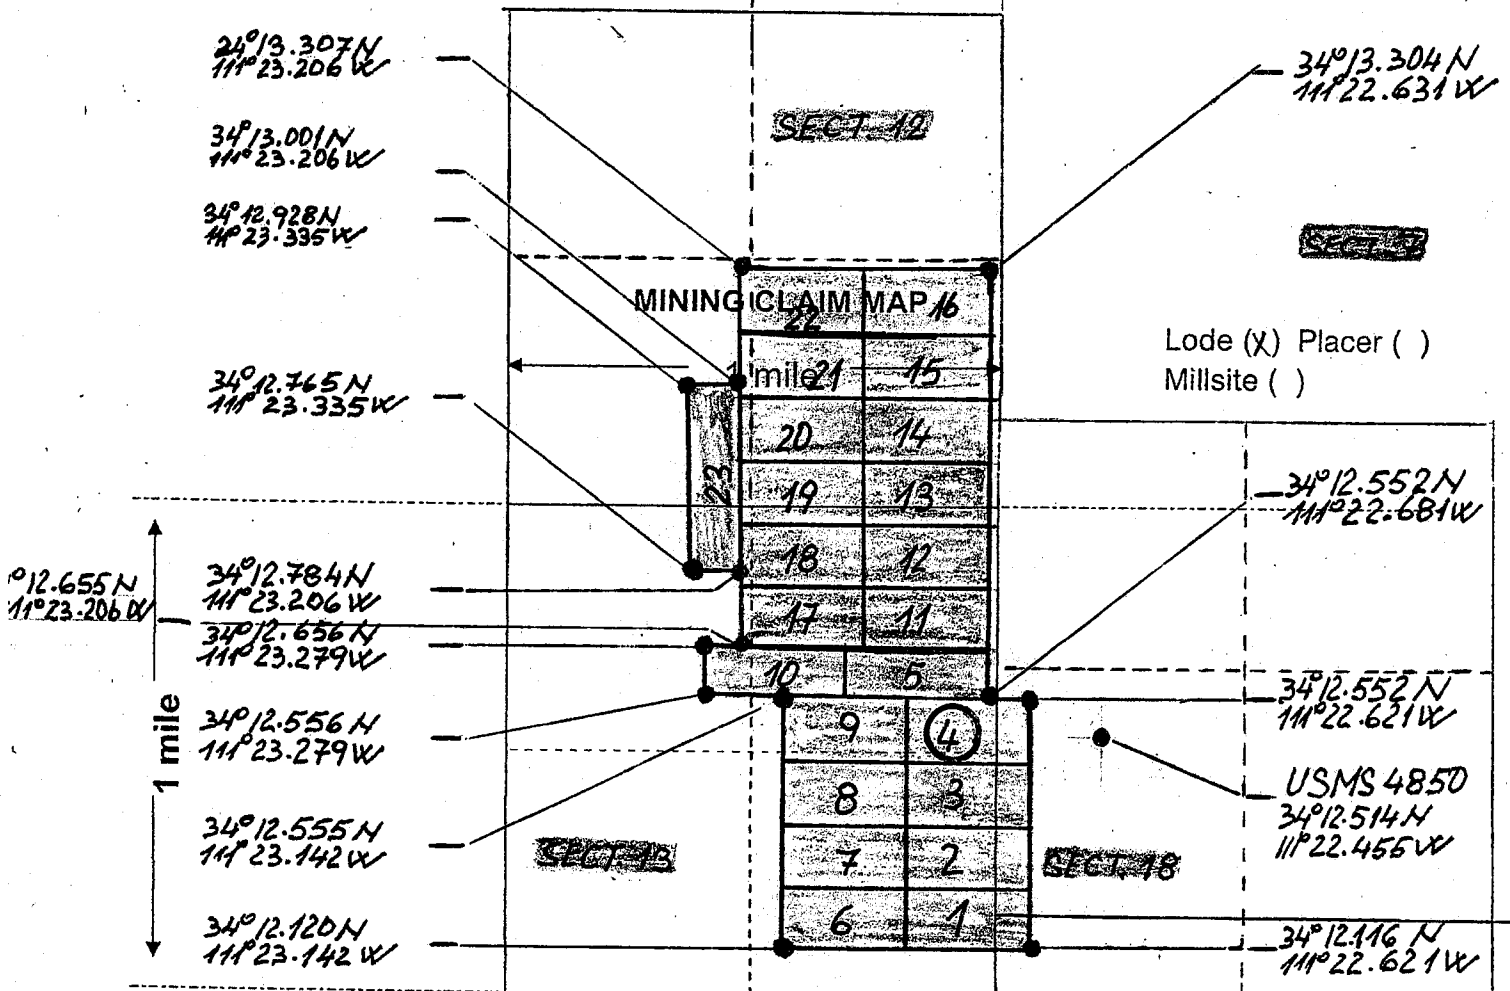 24°13.307N
111°23.206W
34°13.304N
111°22.631W
SECT. 12
34°13.001N
111°23.206W
34°12.928N
111°23.335W
SECT. 7
MINING CLAIM MAP
22
16
Lode (X) Placer ( )
Millsite ( )
1 mile
21
15
34°12.765N
111°23.335W
20
14
23
19
13
34°12.552N
111°22.681W
18
12
°12.655N
11°23.206W
34°12.784N
111°23.206W
17
11
34°12.656N
111°23.279W
10
5
1 mile
34°12.556N
111°23.279W
9
4
34°12.552N
111°22.621W
8
3
USMS 4850
34°12.514N
111°22.456W
34°12.555N
111°23.142W
SECT. 13
7
2
SECT. 18
34°12.120N
111°23.142W
6
1
34°12.116N
111°22.621W